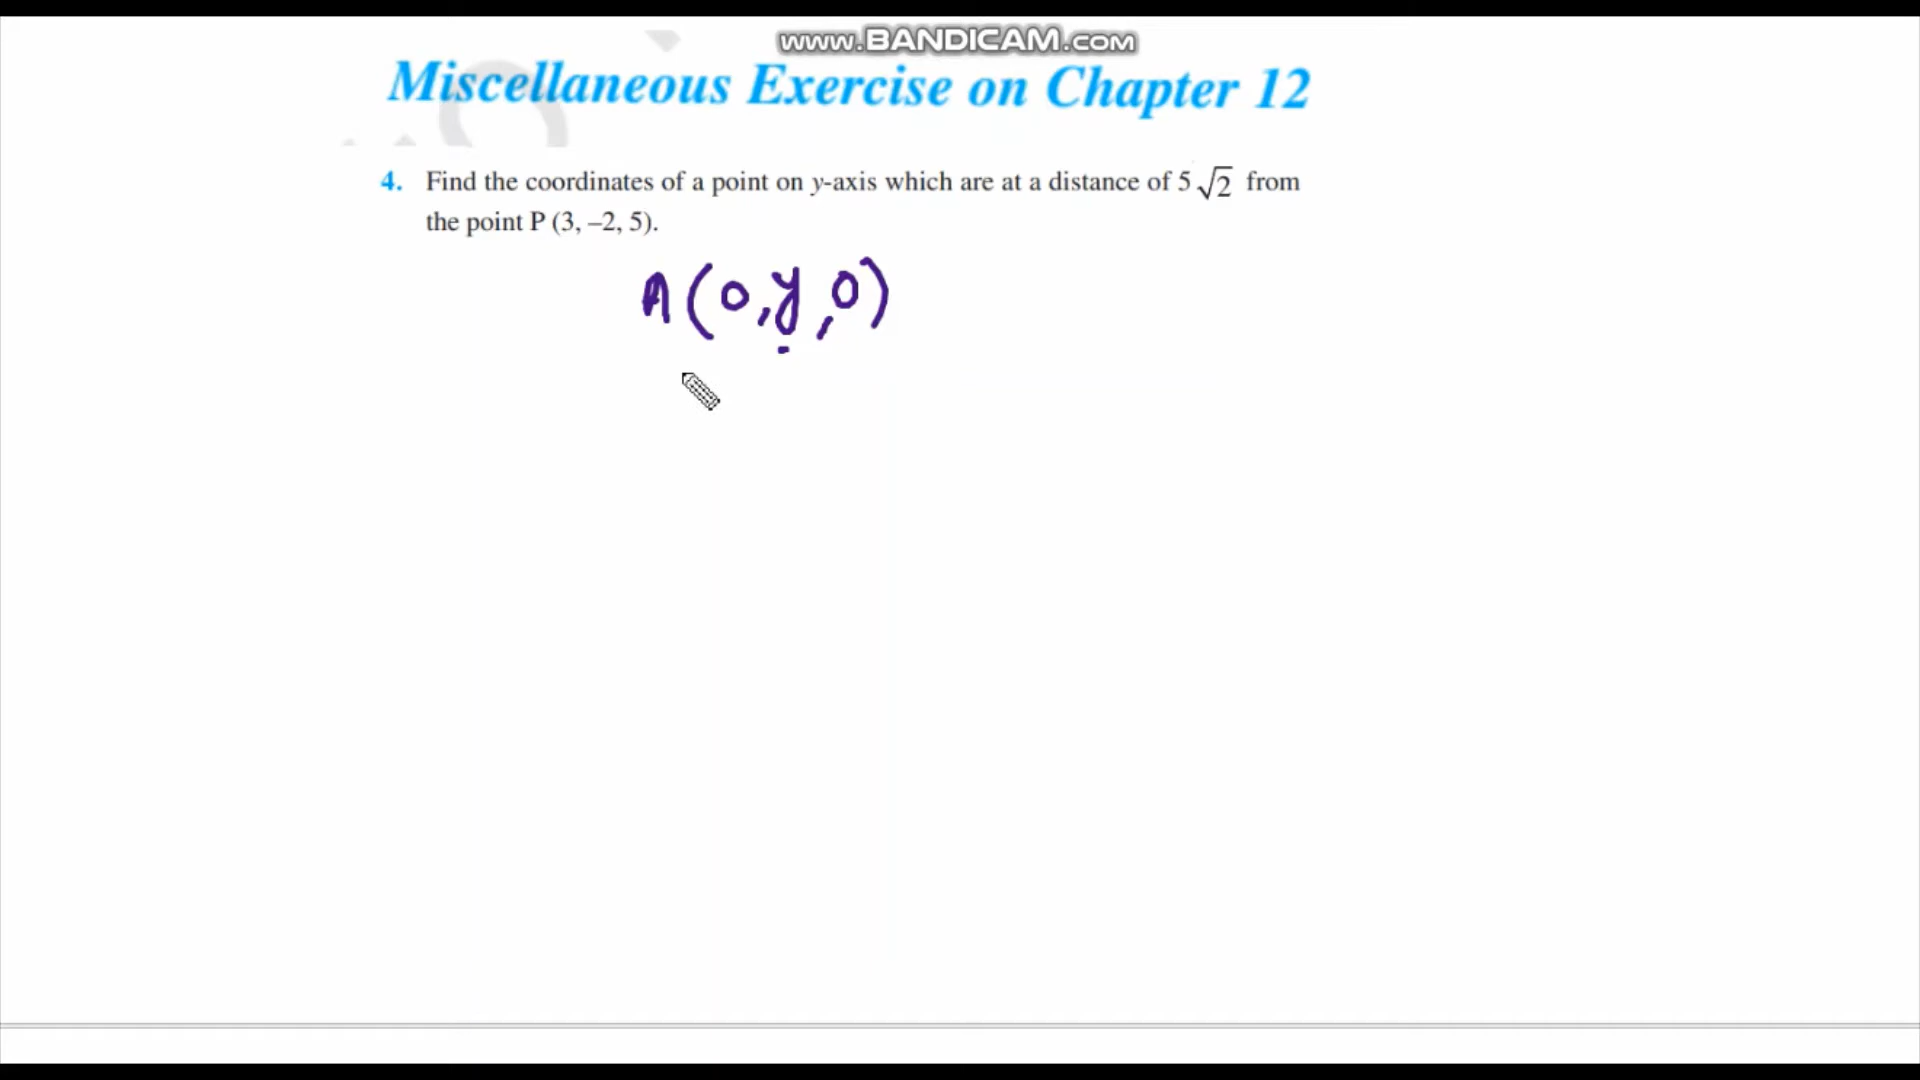 www.BANDICAM.com
Miscellaneous Exercise on Chapter 12
4. Find the coordinates of a point on y-axis which are at a distance of 5√2 from
the point P (3, –2, 5).
A(0,y,0)